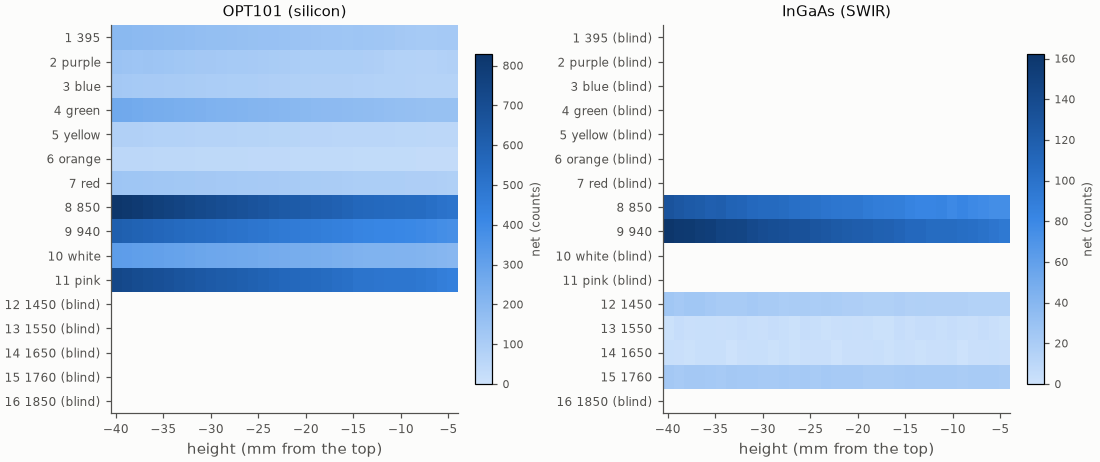 OPT101 (silicon)
1 395
2 purple
3 blue
4 green
5 yellow
6 orange
7 red
8 850
9 940
10 white
11 pink
12 1450 (blind)
13 1550 (blind)
14 1650 (blind)
15 1760 (blind)
16 1850 (blind)
−40 −35 −30 −25 −20 −15 −10 −5
height (mm from the top)
800
700
600
500
400
300
200
100
0
net (counts)
InGaAs (SWIR)
1 395 (blind)
2 purple (blind)
3 blue (blind)
4 green (blind)
5 yellow (blind)
6 orange (blind)
7 red (blind)
8 850
9 940
10 white (blind)
11 pink (blind)
12 1450
13 1550
14 1650
15 1760
16 1850 (blind)
−40 −35 −30 −25 −20 −15 −10 −5
height (mm from the top)
160
140
120
100
80
60
40
20
0
net (counts)